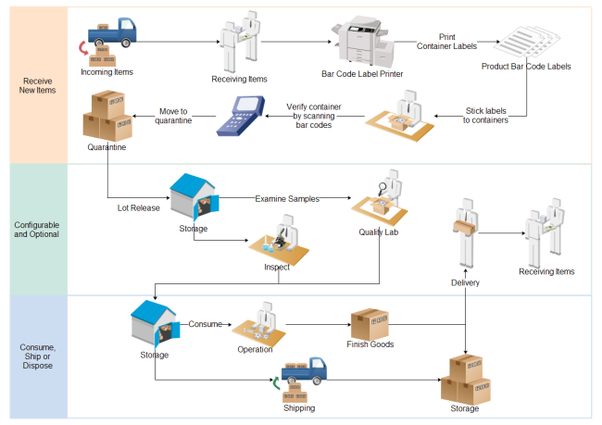 Receive
New Items
Incoming Items
Receiving Items
Bar Code Label Printer
Print
Container Labels
Product Bar Code Labels
Quarantine
Move to
quarantine
Verify container
by scanning
bar codes
Stick labels
to containers
Configurable
and Optional
Lot Release
Storage
Examine Samples
Quality Lab
Inspect
Delivery
Receiving Items
Consume,
Ship or
Dispose
Storage
Consume
Operation
Finish Goods
Shipping
Storage